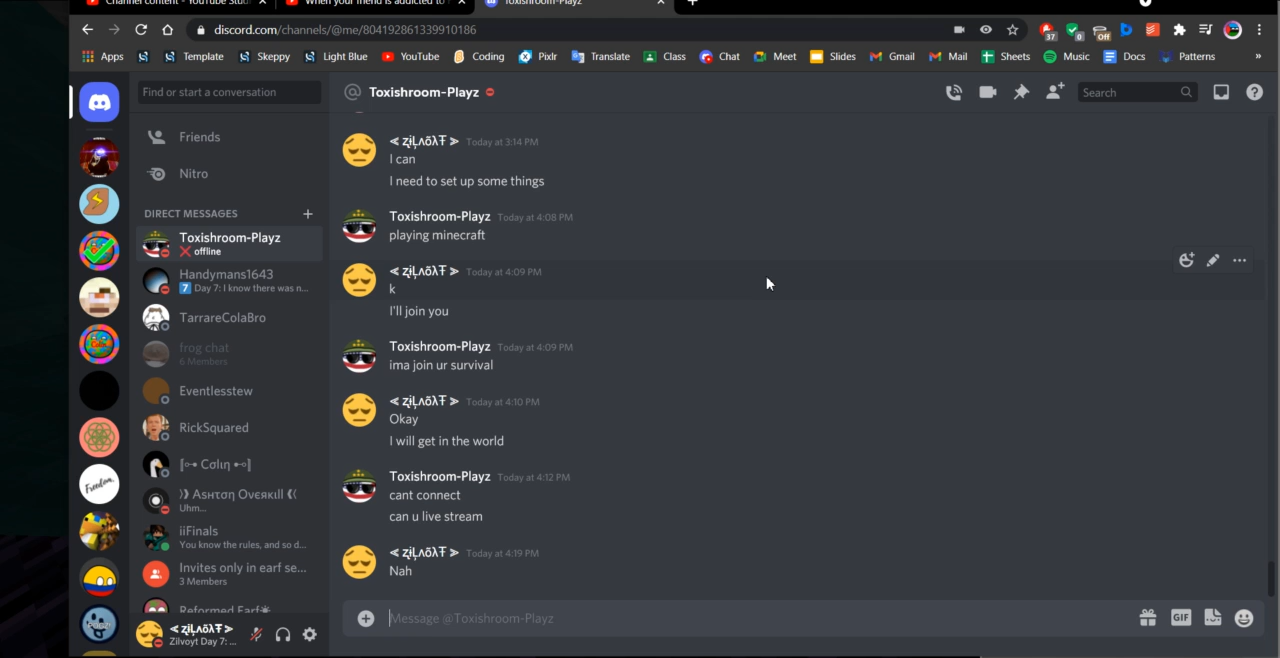 Channel content - YouTube Stud
When your friend is addicted to
Toxishroom-Playz
discord.com/channels/@me/804192861339910186
37
0
Off
Apps
Template
Skeppy
Light Blue
YouTube
Coding
Pixlr
Translate
Class
Chat
Meet
Slides
Gmail
Mail
Sheets
Music
Docs
Patterns
»
Find or start a conversation
Friends
Nitro
DIRECT MESSAGES
Toxishroom-Playz
❌ offline
Handymans1643
7 Day 7: I know there was n...
TarrareColaBro
frog chat
6 Members
Eventlesstew
RickSquared
Uhm...
iiFinals
You know the rules, and so d...
Invites only in earf se...
3 Members
Reformed Earf☀
Freedom.
Zilvoyt Day 7: ...
@ Toxishroom-Playz
Search
Today at 3:14 PM
I can
I need to set up some things
Toxishroom-Playz Today at 4:08 PM
playing minecraft
Today at 4:09 PM
k
I'll join you
Toxishroom-Playz Today at 4:09 PM
ima join ur survival
Today at 4:10 PM
Okay
I will get in the world
Toxishroom-Playz Today at 4:12 PM
cant connect
can u live stream
Today at 4:19 PM
Nah
Message @Toxishroom-Playz
GIF